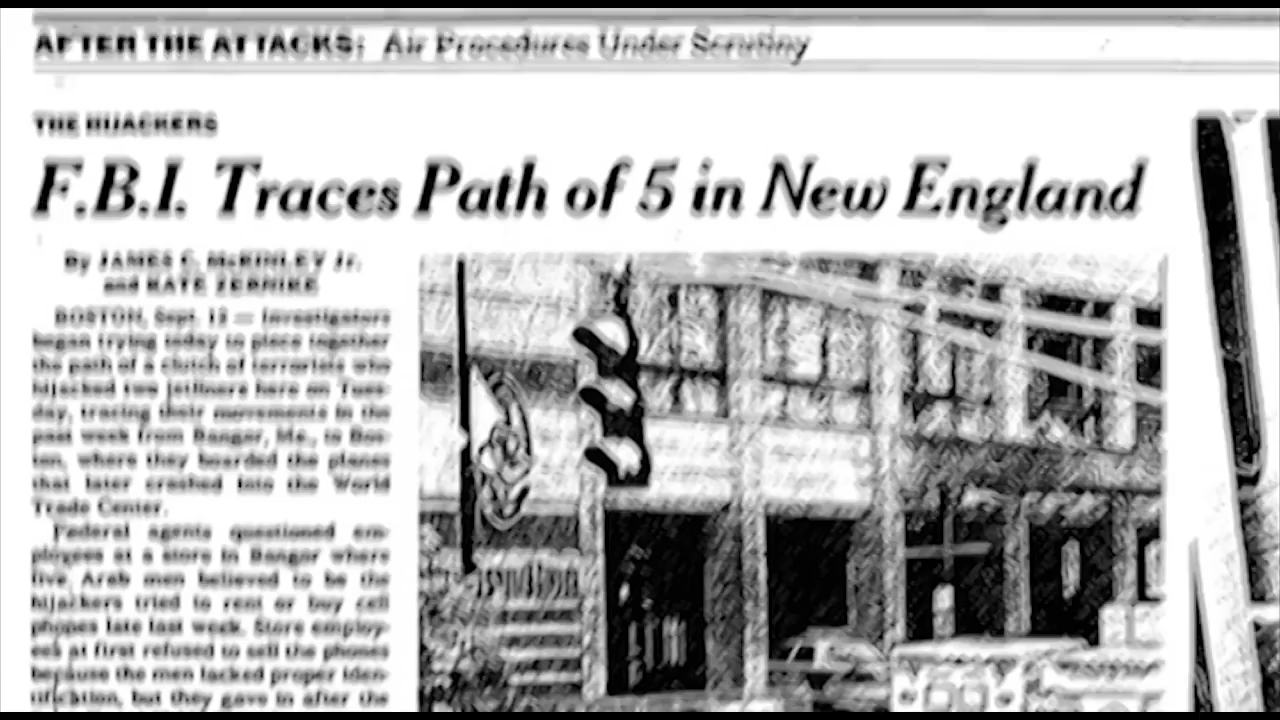 AFTER THE ATTACKS: Air Procedures Under Scrutiny
THE HIJACKERS
F.B.I. Traces Path of 5 in New England
By JAMES C. McKINLEY Jr.
and KATE ZERNIKE
BOSTON, Sept. 12 — Investigators
began trying today to piece together
the path of a clutch of terrorists who
hijacked two jetliners here on Tues-
day, tracing their movements in the
past week from Bangor, Me., to Bos-
ton, where they boarded the planes
that later crashed into the World
Trade Center.
Federal agents questioned em-
ployees at a store in Bangor where
five Arab men believed to be the
hijackers tried to rent or buy cell
phones late last week. Store employ-
ees at first refused to sell the phones
because the men lacked proper iden-
tification, but they gave in after the